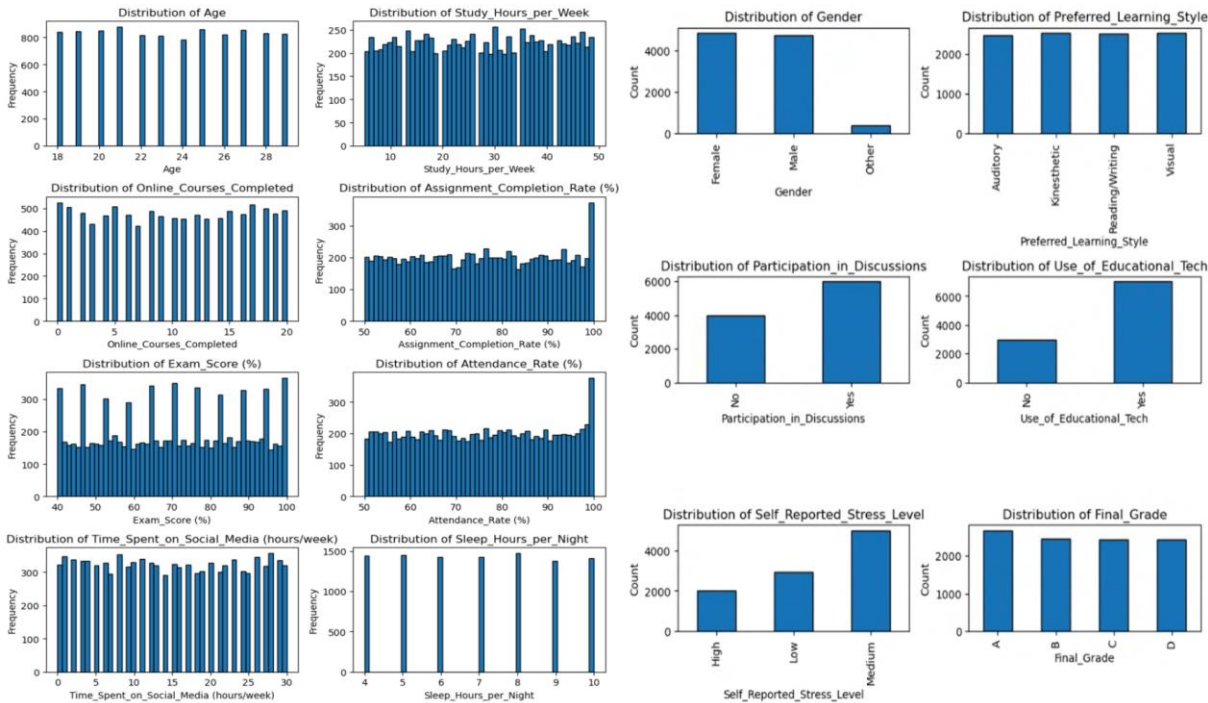 Distribution of Age
Frequency
800
600
400
200
0
18 20 22 24 26 28
Age
Distribution of Study_Hours_per_Week
Frequency
250
200
150
100
50
0
10 20 30 40 50
Study_Hours_per_Week
Distribution of Gender
Count
4000
2000
0
Female
Male
Other
Gender
Distribution of Preferred_Learning_Style
Count
2000
1000
0
Auditory
Kinesthetic
Reading/Writing
Visual
Preferred_Learning_Style
Distribution of Online_Courses_Completed
Frequency
500
400
300
200
100
0
0 5 10 15 20
Online_Courses_Completed
Distribution of Assignment_Completion_Rate (%)
Frequency
300
200
100
0
50 60 70 80 90 100
Assignment_Completion_Rate (%)
Distribution of Participation_in_Discussions
Count
6000
4000
2000
0
No
Yes
Participation_in_Discussions
Distribution of Use_of_Educational_Tech
Count
6000
4000
2000
0
No
Yes
Use_of_Educational_Tech
Distribution of Exam_Score (%)
Frequency
300
200
100
0
40 50 60 70 80 90 100
Exam_Score (%)
Distribution of Attendance_Rate (%)
Frequency
300
200
100
0
50 60 70 80 90 100
Attendance_Rate (%)
Distribution of Time_Spent_on_Social_Media (hours/week)
Frequency
300
200
100
0
0 5 10 15 20 25 30
Time_Spent_on_Social_Media (hours/week)
Distribution of Sleep_Hours_per_Night
Frequency
1500
1000
500
0
4 5 6 7 8 9 10
Sleep_Hours_per_Night
Distribution of Self_Reported_Stress_Level
Count
4000
2000
0
High
Low
Medium
Self_Reported_Stress_Level
Distribution of Final_Grade
Count
2000
1000
0
A
B
C
D
Final_Grade